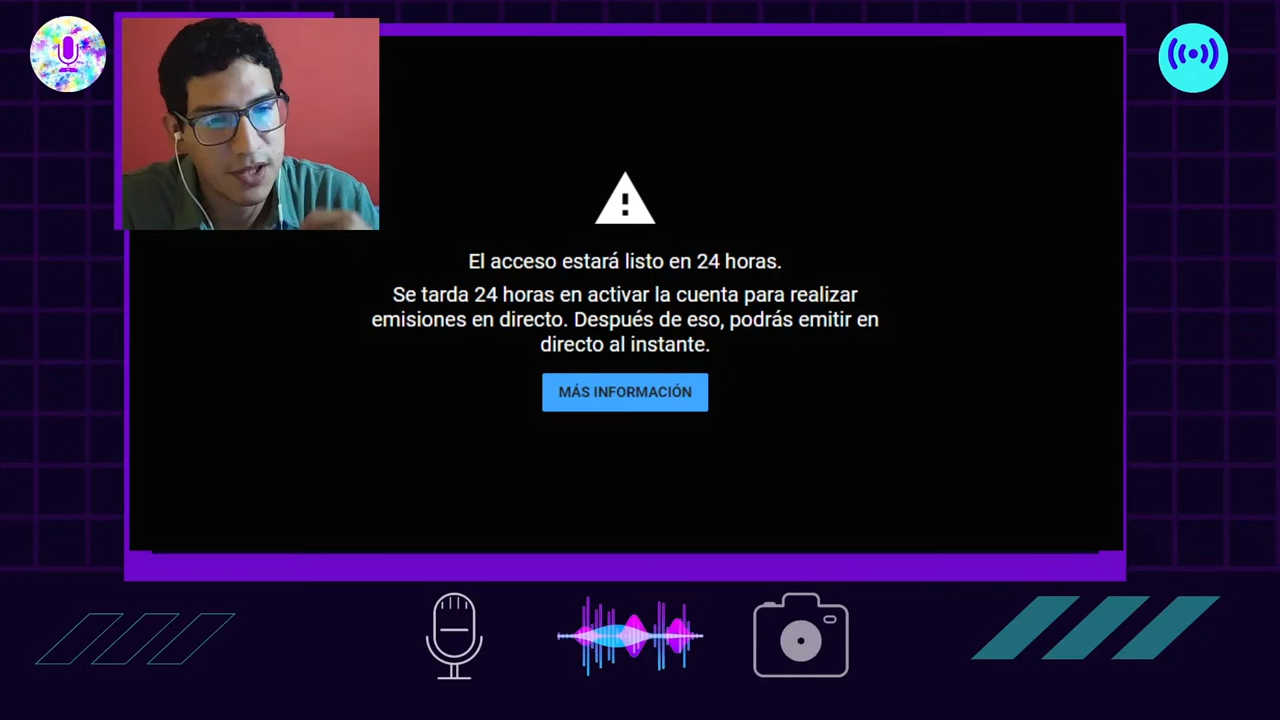 El acceso estará listo en 24 horas.
Se tarda 24 horas en activar la cuenta para realizar
emisiones en directo. Después de eso, podrás emitir en
directo al instante.
MÁS INFORMACIÓN